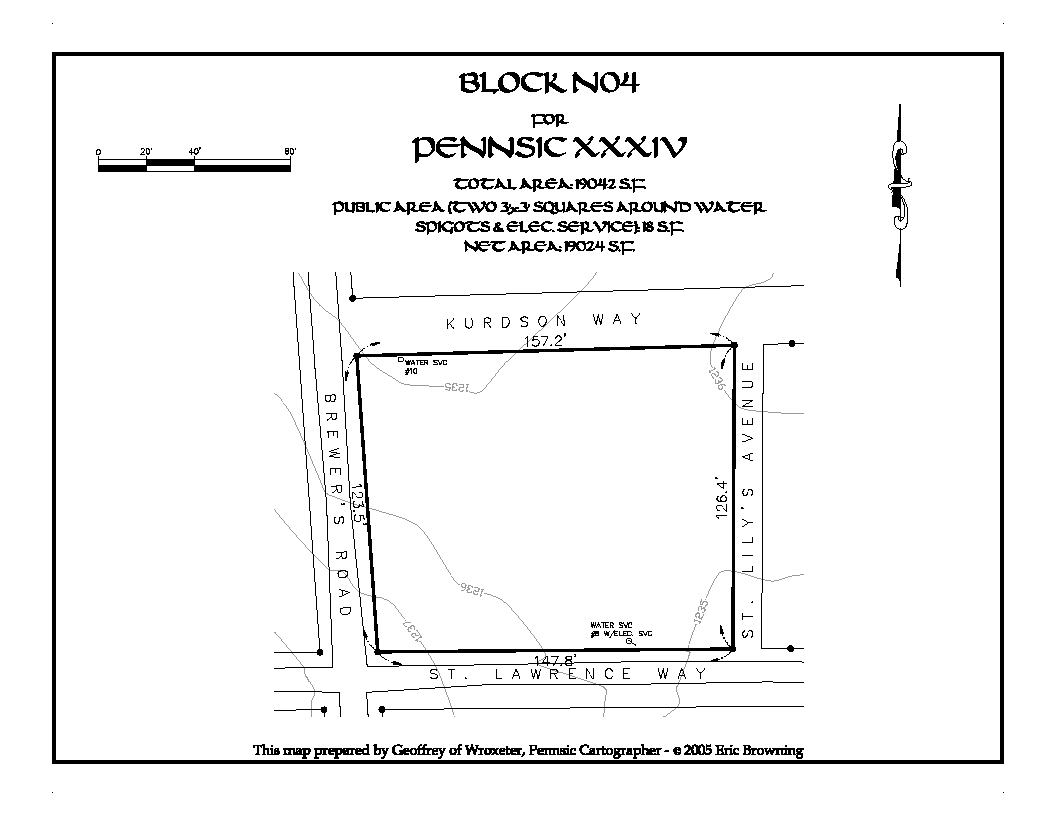 BLOCK N04
FOR
PENNSIC XXXIV
0 20' 40' 80'
TOTAL AREA: 19042 S.F.
PUBLIC AREA (TWO 3'x3' SQUARES AROUND WATER
SPIGOTS & ELEC. SERVICE): 18 S.F.
NET AREA: 19024 S.F.
KURDSON WAY
157.2'
WATER SVC
#10
1235
1236
BREWER'S ROAD
123.5'
126.4'
ST. LILY'S AVENUE
1236
1237
1235
WATER SVC
#8 W/ELEC. SVC
147.8'
ST. LAWRENCE WAY
This map prepared by Geoffrey of Wroxeter, Pennsic Cartographer - © 2005 Eric Browning